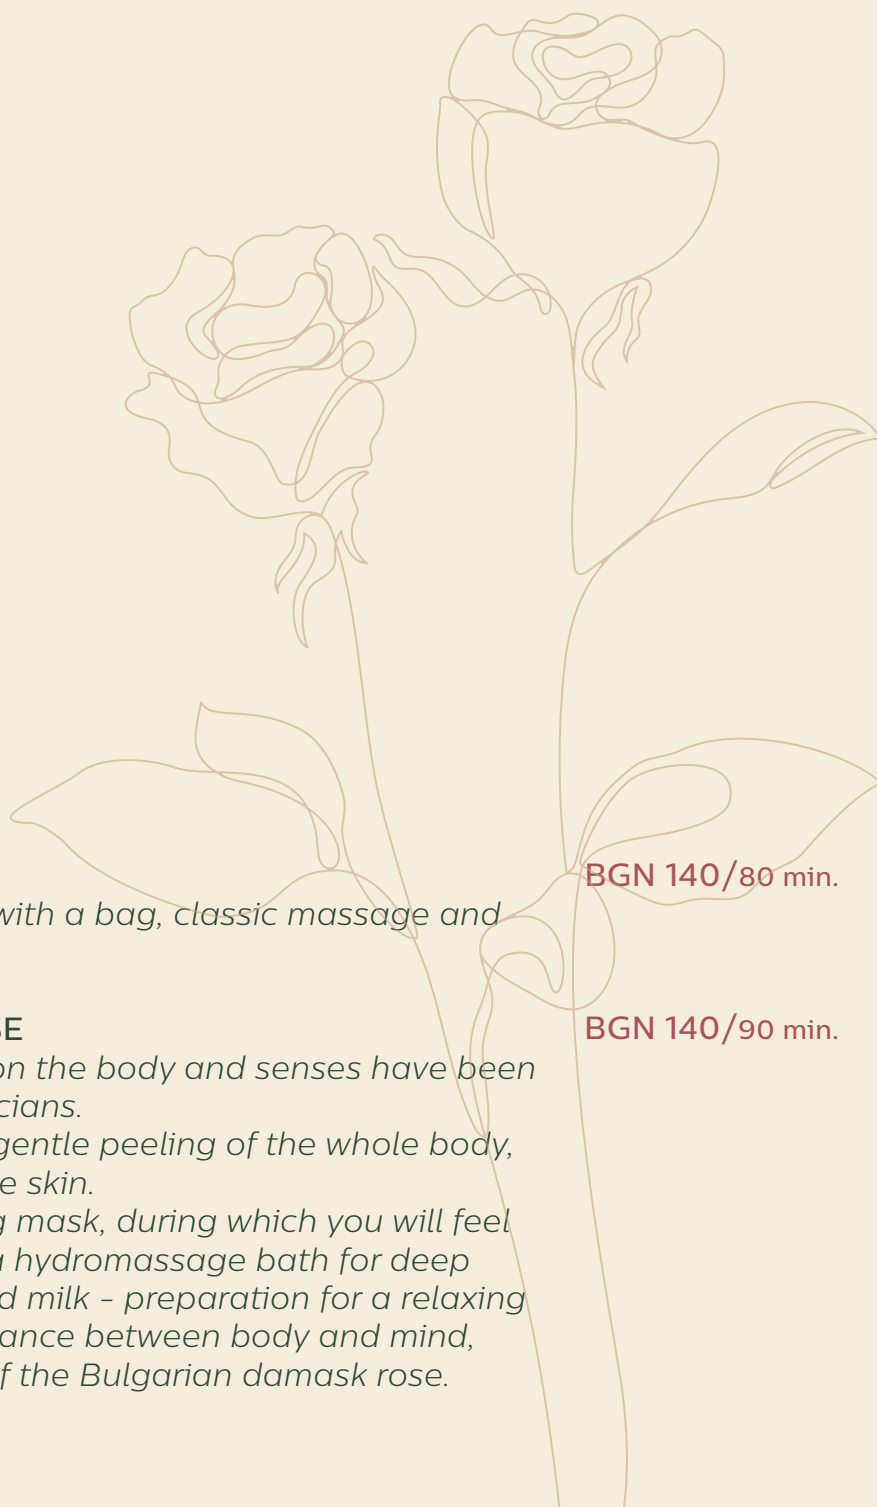 BGN 140/80 min.
with a bag, classic massage and
BGN 140/90 min.
on the body and senses have been
gentle peeling of the whole body,
skin.
mask, during which you will feel
hydromassage bath for deep
milk - preparation for a relaxing
between body and mind,
the Bulgarian damask rose.